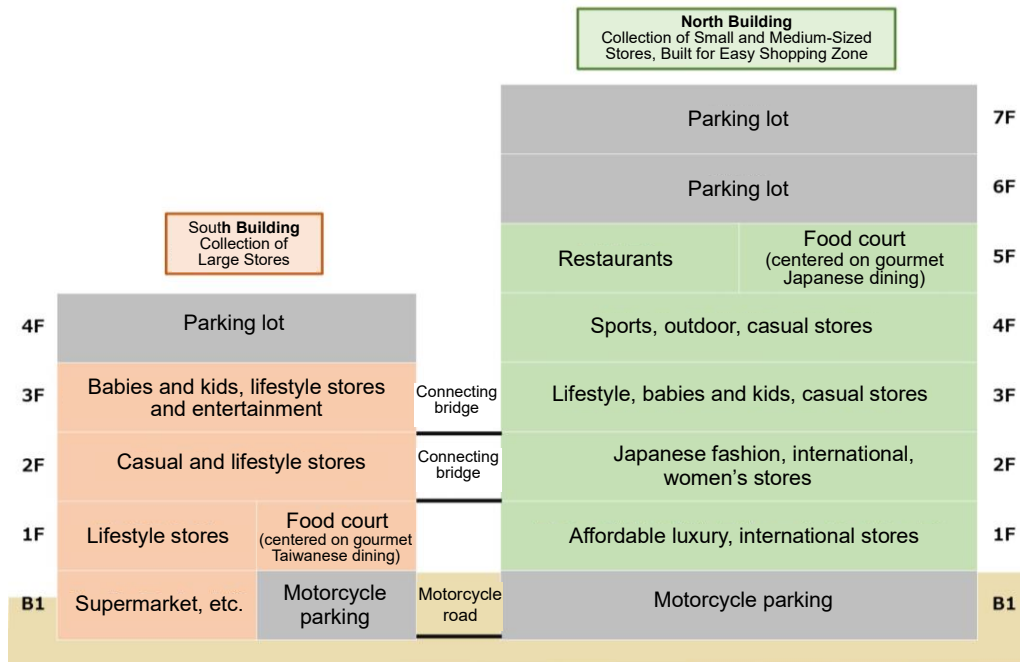 North Building
Collection of Small and Medium-Sized
Stores, Built for Easy Shopping Zone
Parking lot
7F
Parking lot
6F
South Building
Collection of
Large Stores
Restaurants
Food court
(centered on gourmet
Japanese dining)
5F
4F
Parking lot
Sports, outdoor, casual stores
4F
3F
Babies and kids, lifestyle stores
and entertainment
Connecting
bridge
Lifestyle, babies and kids, casual stores
3F
2F
Casual and lifestyle stores
Connecting
bridge
Japanese fashion, international,
women’s stores
2F
1F
Lifestyle stores
Food court
(centered on gourmet
Taiwanese dining)
Affordable luxury, international stores
1F
B1
Supermarket, etc.
Motorcycle
parking
Motorcycle
road
Motorcycle parking
B1